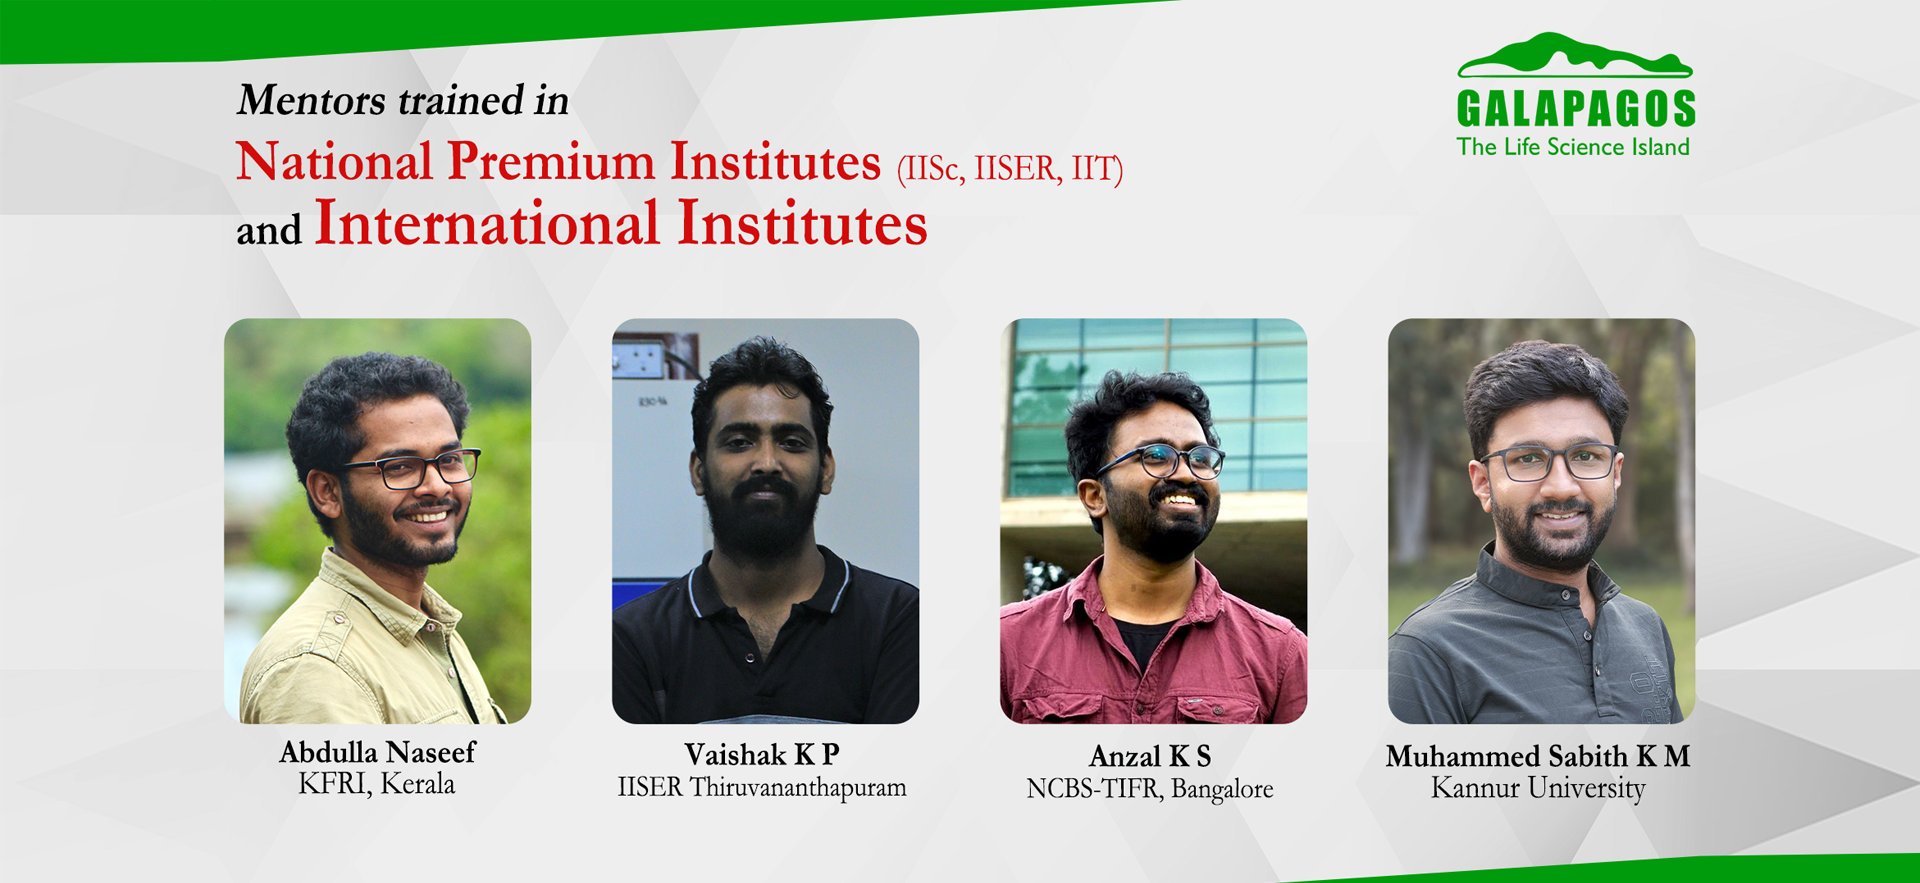 Mentors trained in
National Premium Institutes (IISc, IISER, IIT)
and International Institutes
GALAPAGOS
The Life Science Island
Abdulla Naseef
KFRI, Kerala
Vaishak K P
IISER Thiruvananthapuram
Anzal K S
NCBS-TIFR, Bangalore
Muhammed Sabith K M
Kannur University